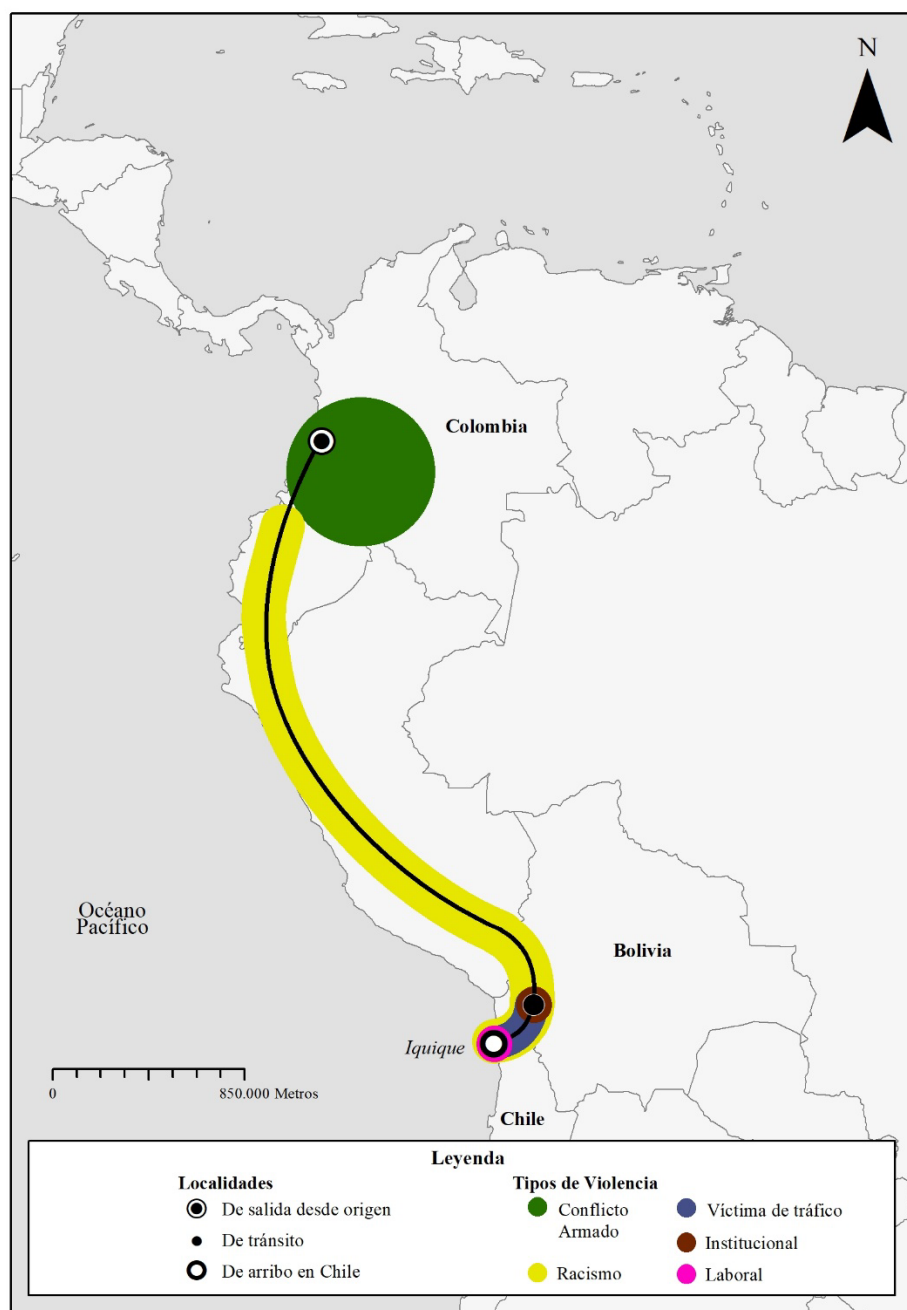 N
Colombia
Océano
Pacífico
Bolivia
Iquique
0
850.000 Metros
Chile
Leyenda
Localidades
De salida desde origen
De tránsito
De arribo en Chile
Tipos de Violencia
Conflicto
Armado
Racismo
Víctima de tráfico
Institucional
Laboral